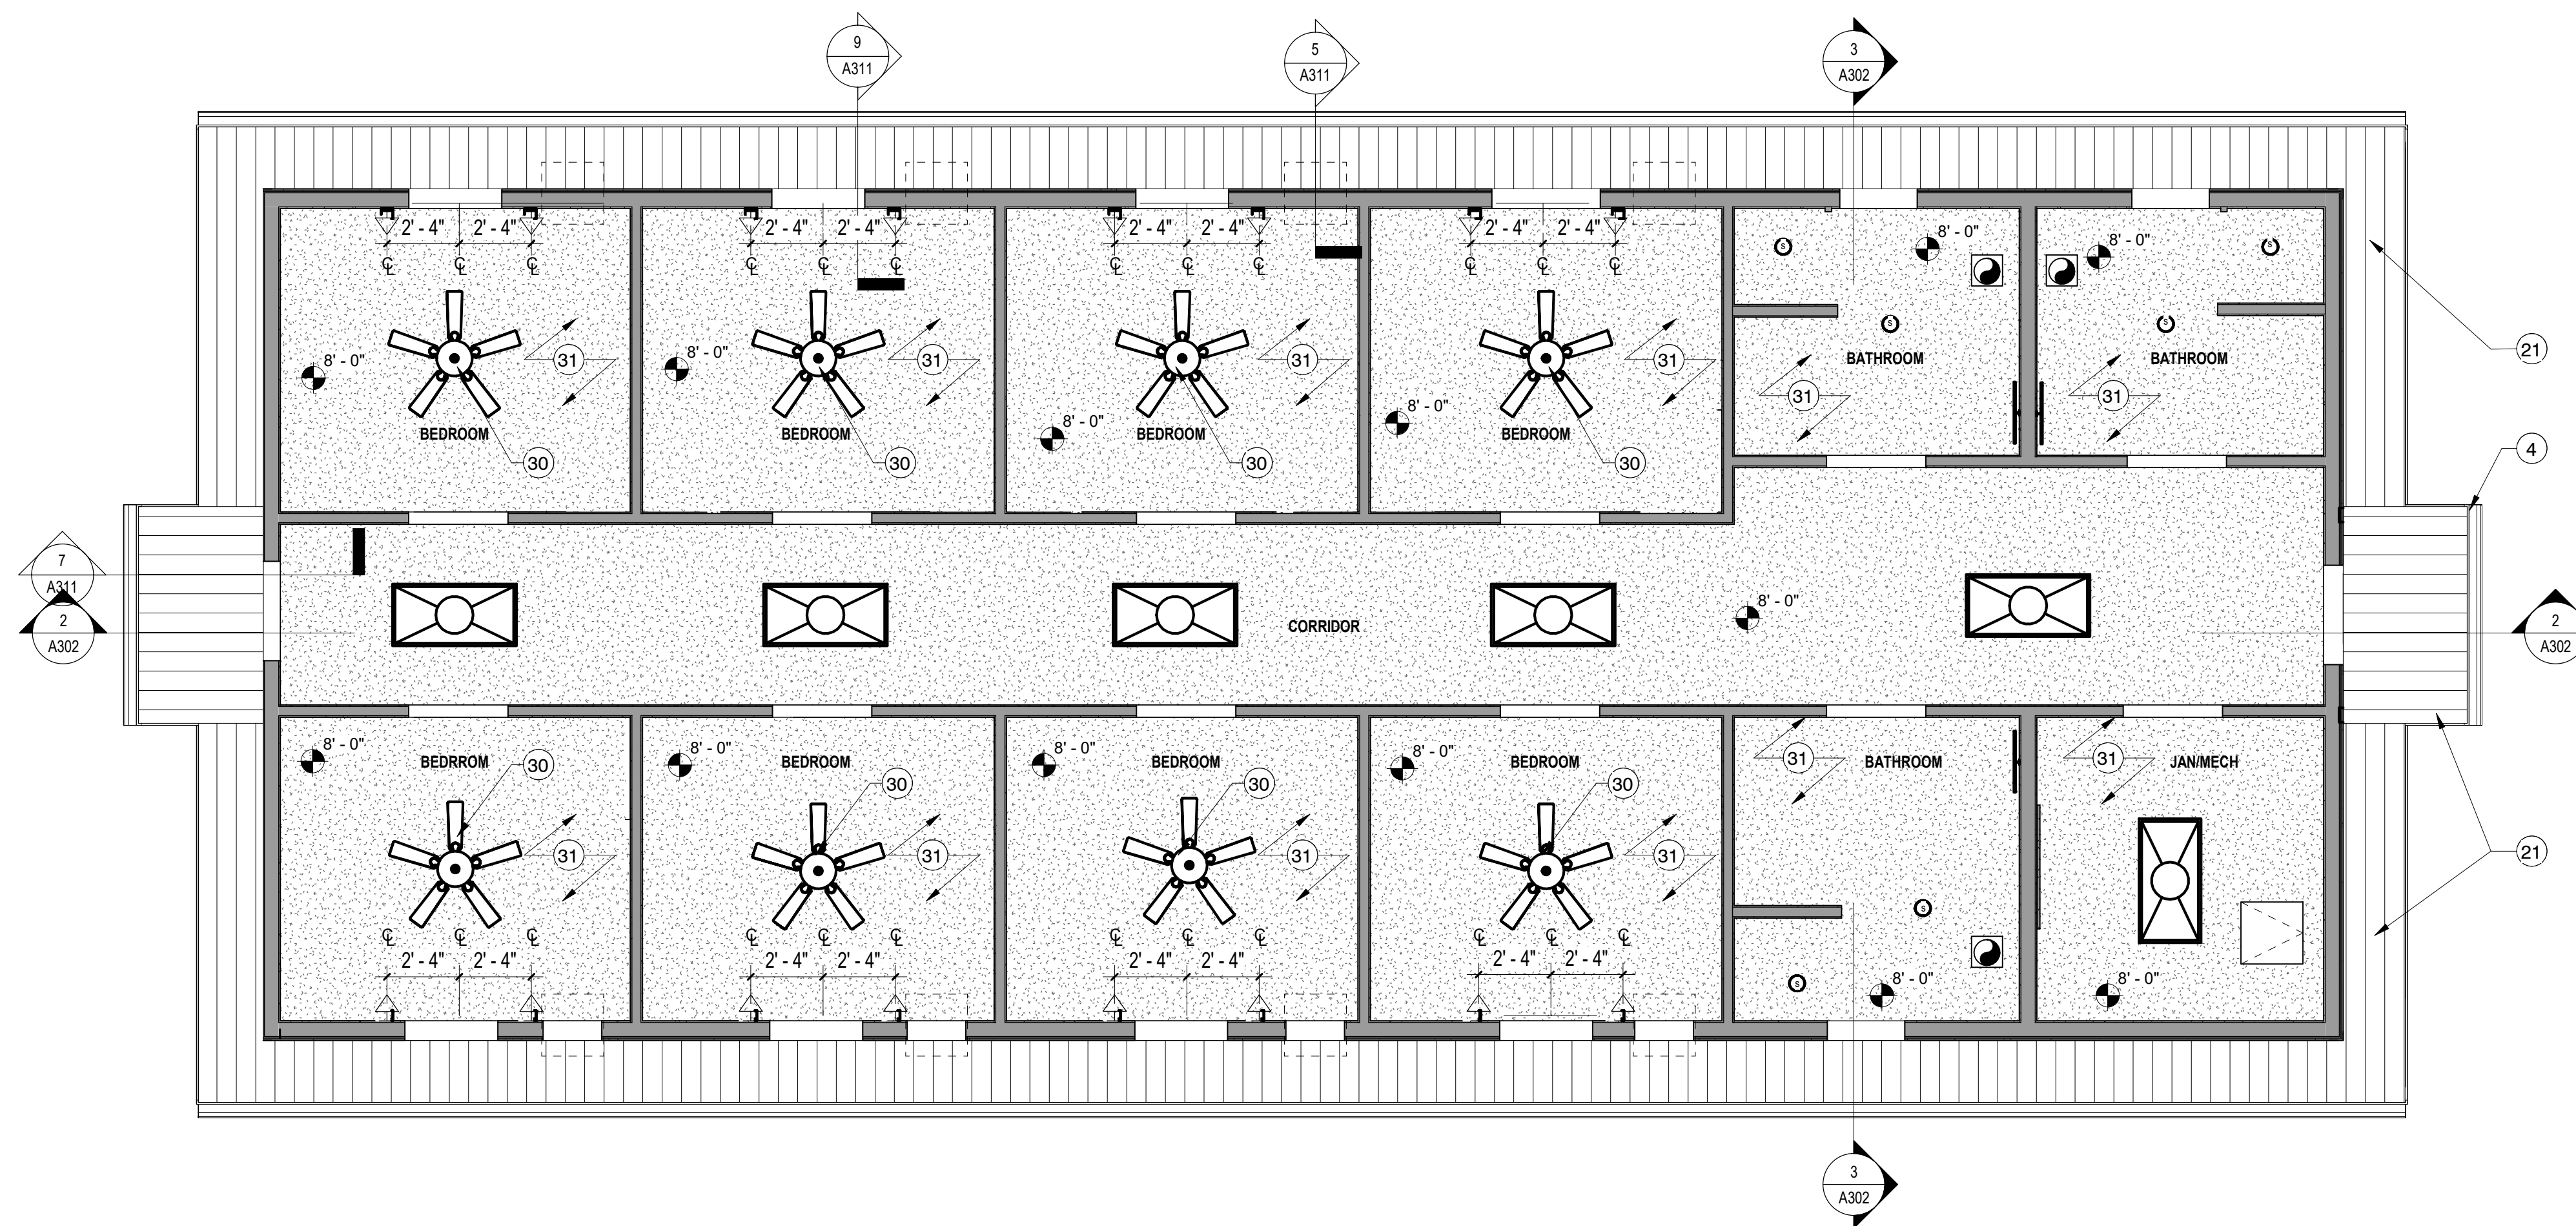 9
A311
5
A311
3
A302
2' - 4" 2' - 4"
2' - 4" 2' - 4"
2' - 4" 2' - 4"
2' - 4" 2' - 4"
℄ ℄ ℄
℄ ℄ ℄
℄ ℄ ℄
℄ ℄ ℄
S
8' - 0"
8' - 0"
S
S
S
8' - 0"
31
BEDROOM
30
8' - 0"
31
BEDROOM
30
8' - 0"
31
BEDROOM
30
8' - 0"
31
BEDROOM
30
BATHROOM
31
BATHROOM
31
21
4
7
A311
2
A302
CORRIDOR
8' - 0"
2
A302
8' - 0"
BEDRROM
30
31
8' - 0"
BEDROOM
30
31
8' - 0"
BEDROOM
30
31
8' - 0"
BEDROOM
30
31
31
BATHROOM
31
JAN/MECH
21
℄ ℄ ℄
℄ ℄ ℄
℄ ℄ ℄
℄ ℄ ℄
2' - 4" 2' - 4"
2' - 4" 2' - 4"
2' - 4" 2' - 4"
2' - 4" 2' - 4"
S
S
8' - 0"
8' - 0"
3
A302